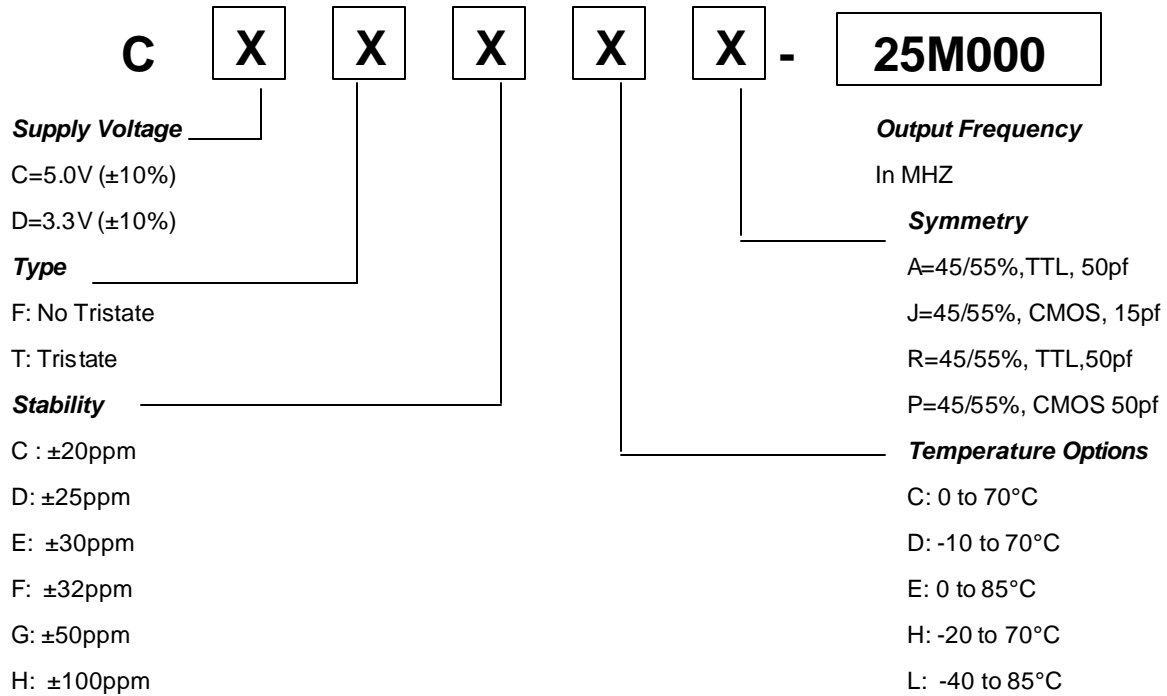 C X X X X X - 25M000
Supply Voltage
C=5.0V (±10%)
D=3.3V (±10%)
Type
F: No Tristate
T: Tristate
Stability
C : ±20ppm
D: ±25ppm
E: ±30ppm
F: ±32ppm
G: ±50ppm
H: ±100ppm
Output Frequency
In MHZ
Symmetry
A=45/55%,TTL, 50pf
J=45/55%, CMOS, 15pf
R=45/55%, TTL,50pf
P=45/55%, CMOS 50pf
Temperature Options
C: 0 to 70°C
D: -10 to 70°C
E: 0 to 85°C
H: -20 to 70°C
L: -40 to 85°C